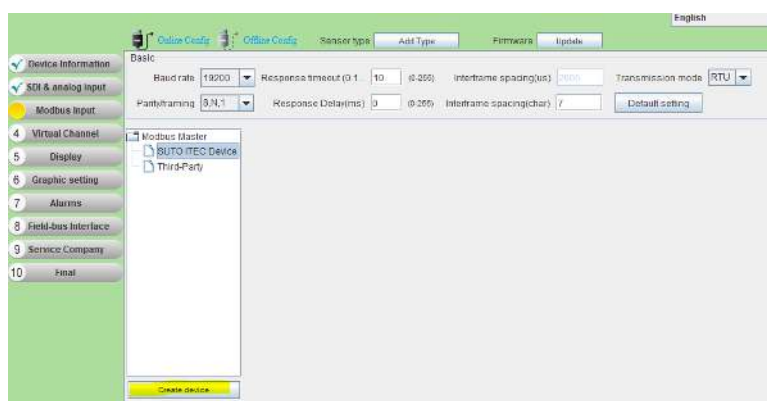 English
Online Config Offline Config Sensor type Add Type Firmware Update
Device Information
SDI & analog Input
Modbus Input
4 Virtual Channel
5 Display
6 Graphic setting
7 Alarms
8 Field-bus Interface
9 Service Company
10 Final
Basic
Baud rate 19200 Response timeout (0.1... 10 (0-255) Interframe spacing(us) Transmission mode RTU
Parity/framing 8,N,1 Response Delay(ms) 0 (0-255) Interframe spacing(char) 7 Default setting
Modbus Master
SUTO iTEC Device
Third-Party
Create device